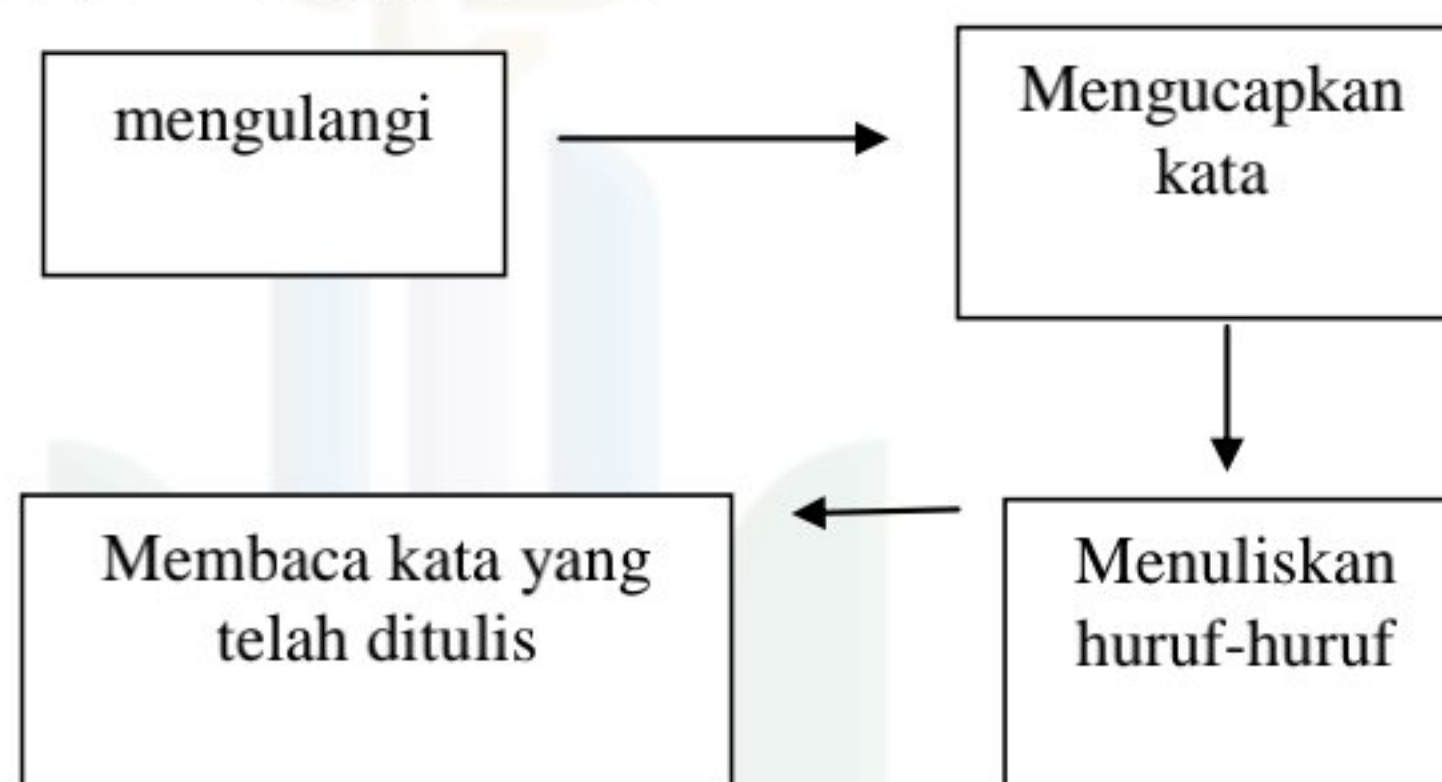 mengulangi
Mengucapkan
kata
Menuliskan
huruf-huruf
Membaca kata yang
telah ditulis